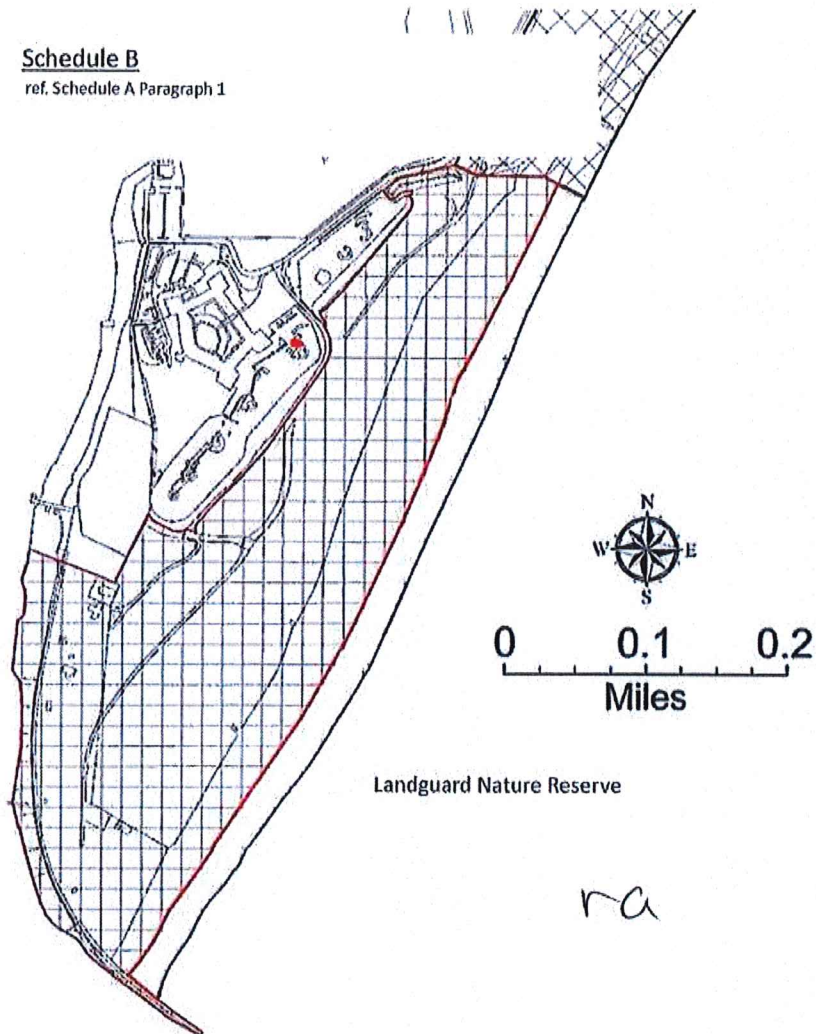 Schedule B
ref. Schedule A Paragraph 1
N
W E
S
0 0.1 0.2
Miles
Landguard Nature Reserve
ra